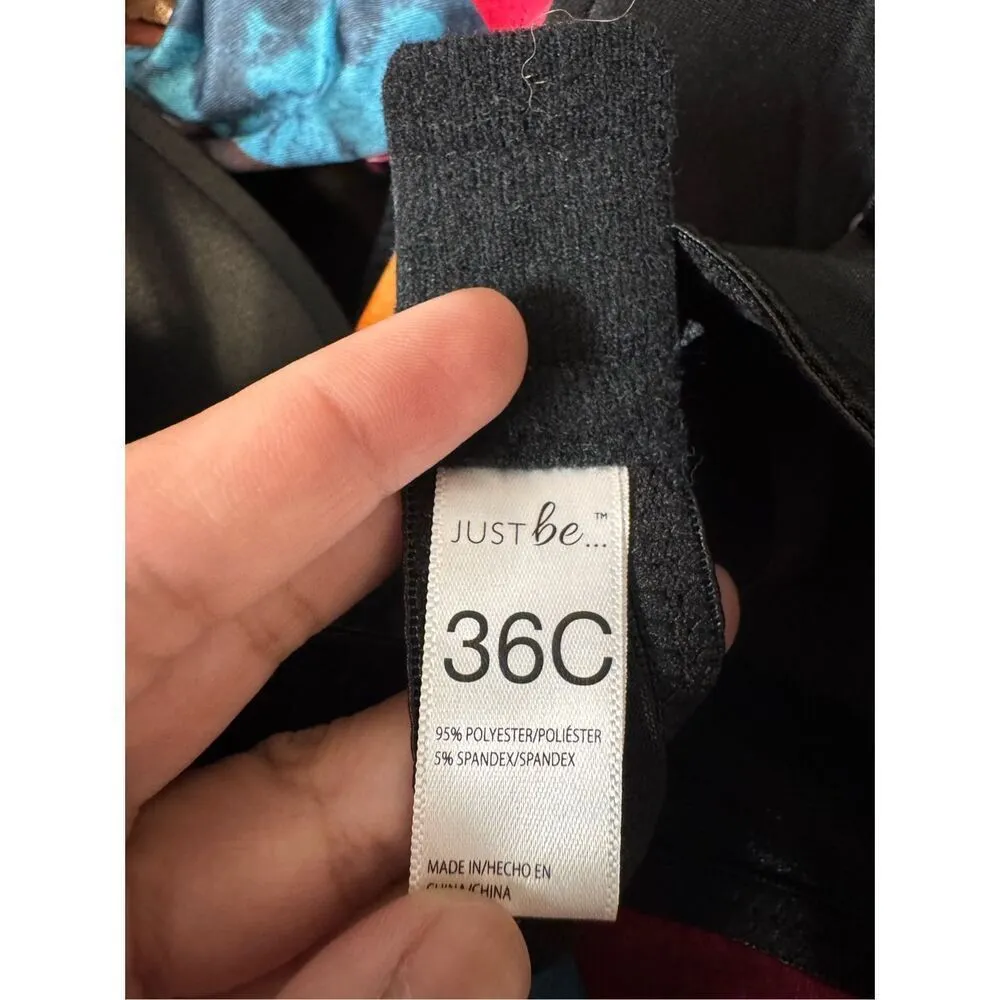 JUST be...™
36C
95% POLYESTER/POLIÉSTER
5% SPANDEX/SPANDEX
MADE IN/HECHO EN
CHINA/CHINA